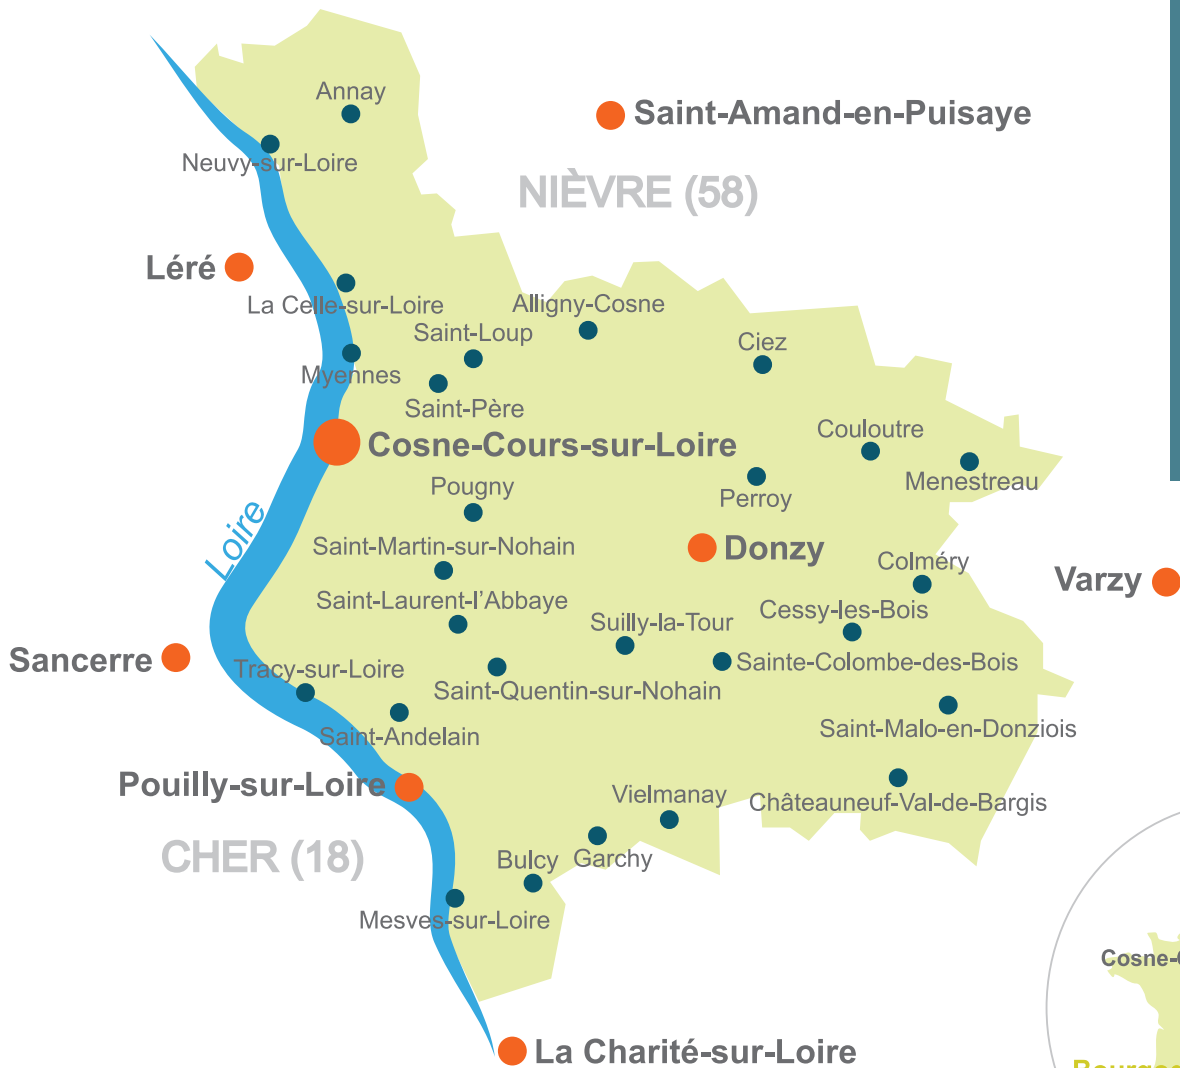 Annay
Saint-Amand-en-Puisaye
Neuvy-sur-Loire
NIÈVRE (58)
Léré
La Celle-sur-Loire
Alligny-Cosne
Saint-Loup
Ciez
Myennes
Saint-Père
Couloutre
Cosne-Cours-sur-Loire
Menestreau
Pougny
Perroy
Loire
Saint-Martin-sur-Nohain
Donzy
Colméry
Varzy
Saint-Laurent-l’Abbaye
Cessy-les-Bois
Suilly-la-Tour
Sancerre
Tracy-sur-Loire
Sainte-Colombe-des-Bois
Saint-Quentin-sur-Nohain
Saint-Andelain
Saint-Malo-en-Donziois
Pouilly-sur-Loire
Vielmanay
Châteauneuf-Val-de-Bargis
CHER (18)
Bulcy
Garchy
Mesves-sur-Loire
Cosne-
La Charité-sur-Loire